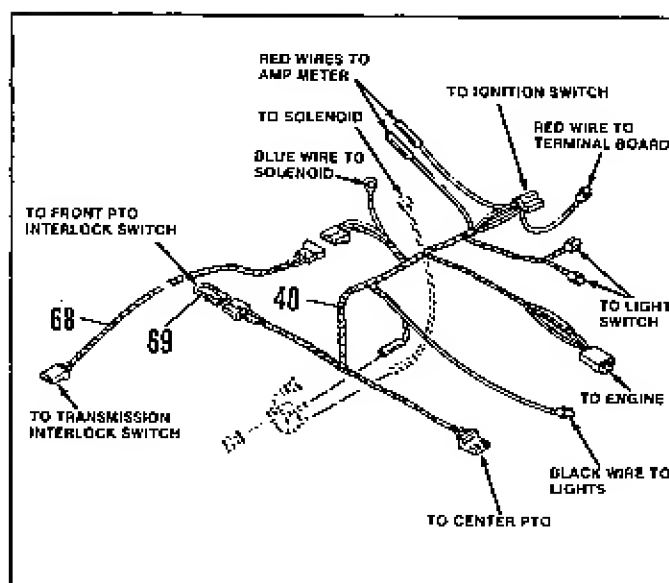 RED WIRES TO
AMP METER
TO IGNITION SWITCH
TO SOLENOID
RED WIRE TO
TERMINAL BOARD
BLUE WIRE TO
SOLENOID
TO FRONT PTO
INTERLOCK SWITCH
40
68
69
TO LIGHT
SWITCH
TO ENGINE
TO TRANSMISSION
INTERLOCK SWITCH
BLACK WIRE TO
LIGHTS
TO CENTER PTO